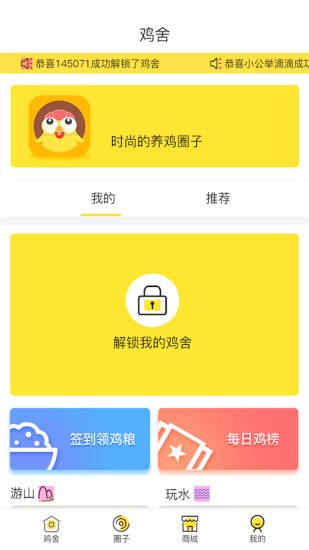 鸡舍
恭喜145071成功解锁了鸡舍 恭喜小公举滴滴成功
时尚的养鸡圈子
我的 推荐
解锁我的鸡舍
签到领鸡粮 每日鸡榜
游山 玩水
鸡舍 圈子 商城 我的